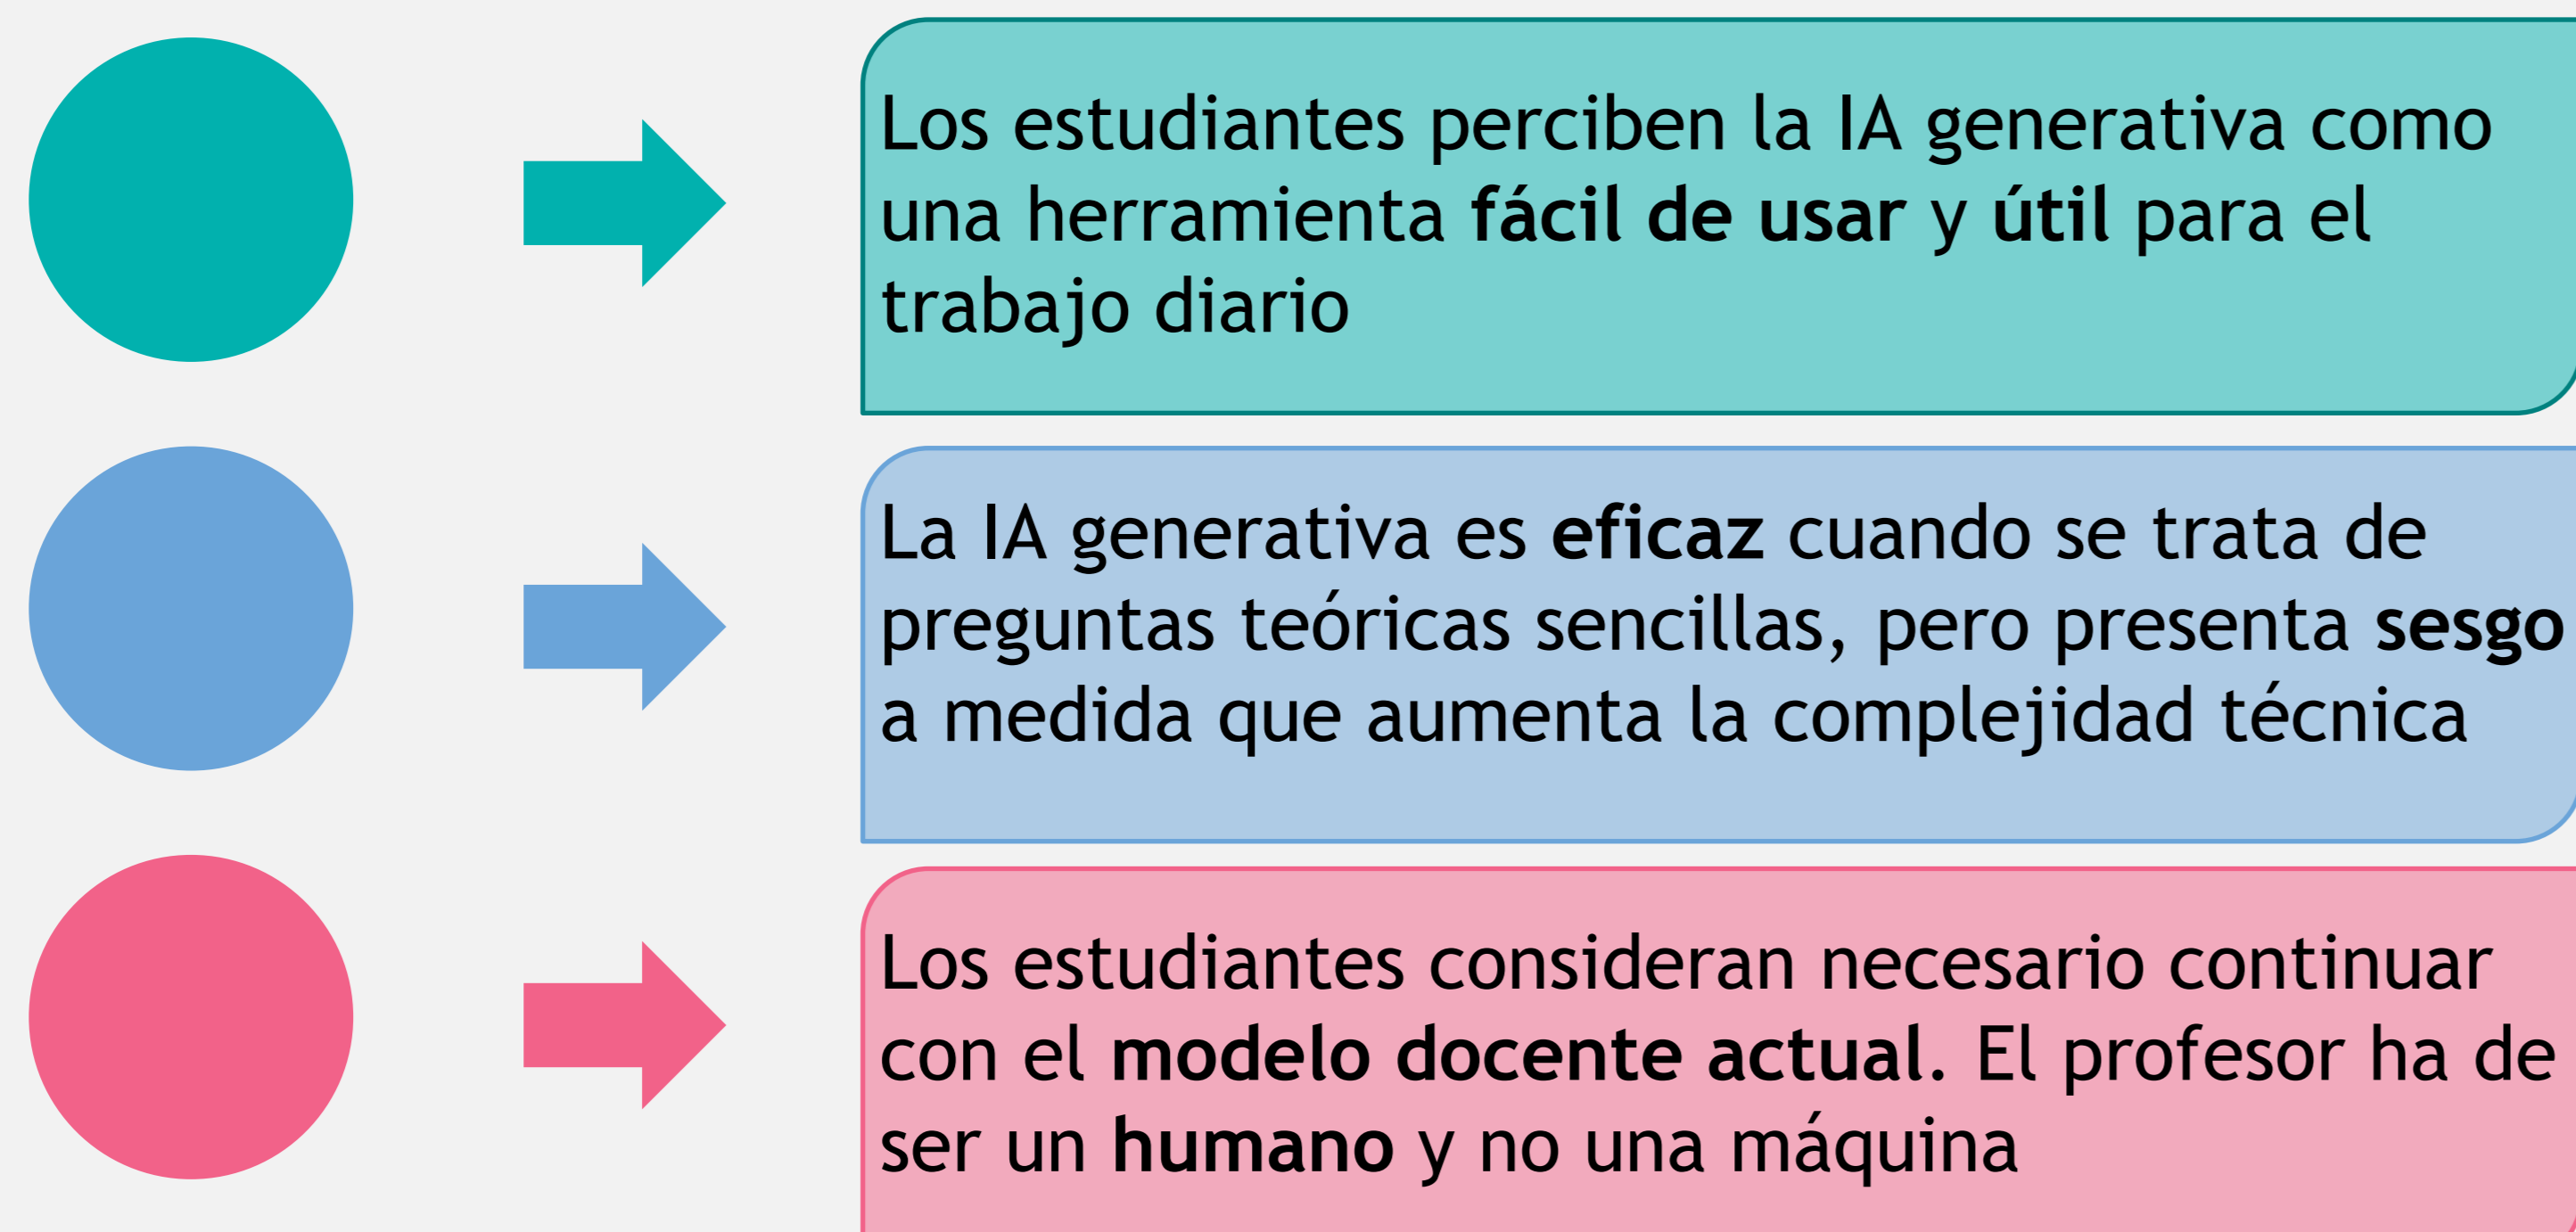 Los estudiantes perciben la IA generativa como
una herramienta fácil de usar y útil para el
trabajo diario
La IA generativa es eficaz cuando se trata de
preguntas teóricas sencillas, pero presenta sesgo
a medida que aumenta la complejidad técnica
Los estudiantes consideran necesario continuar
con el modelo docente actual. El profesor ha de
ser un humano y no una máquina